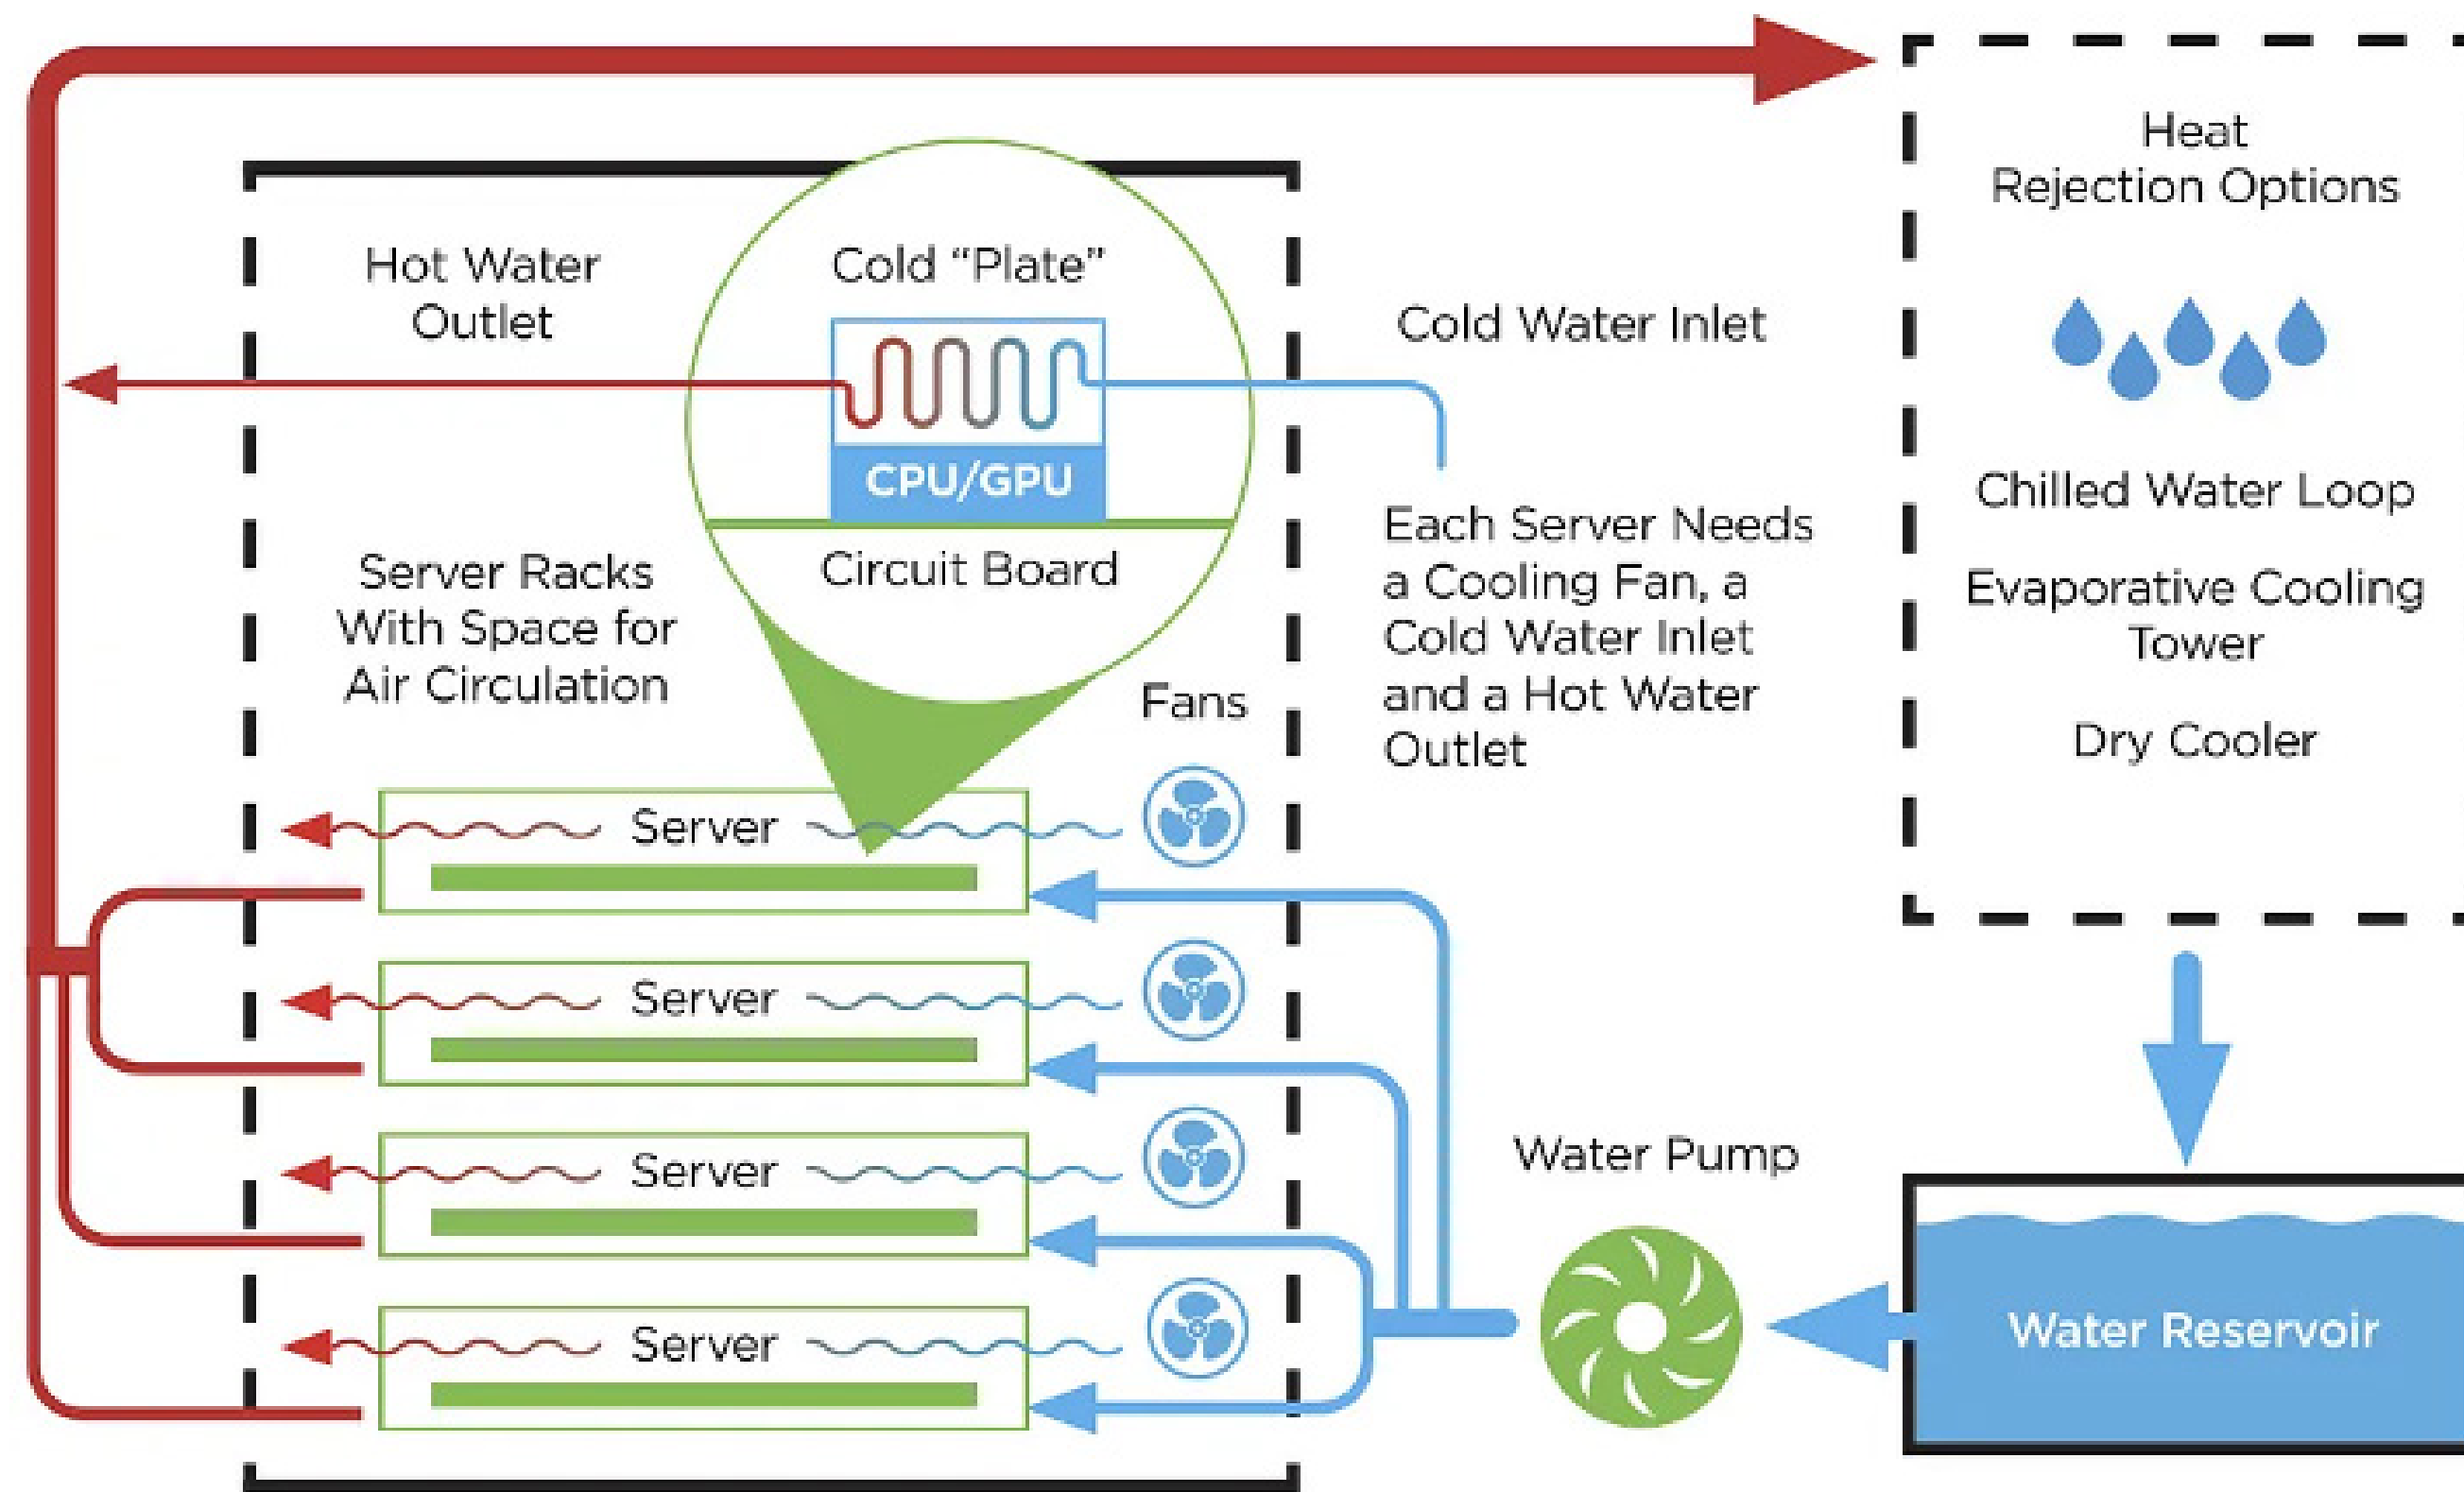 Heat
Rejection Options
Hot Water
Outlet
Cold “Plate”
Cold Water Inlet
CPU/GPU
Circuit Board
Chilled Water Loop
Evaporative Cooling
Tower
Dry Cooler
Each Server Needs
a Cooling Fan, a
Cold Water Inlet
and a Hot Water
Outlet
Server Racks
With Space for
Air Circulation
Fans
Server
Server
Server
Server
Water Pump
Water Reservoir